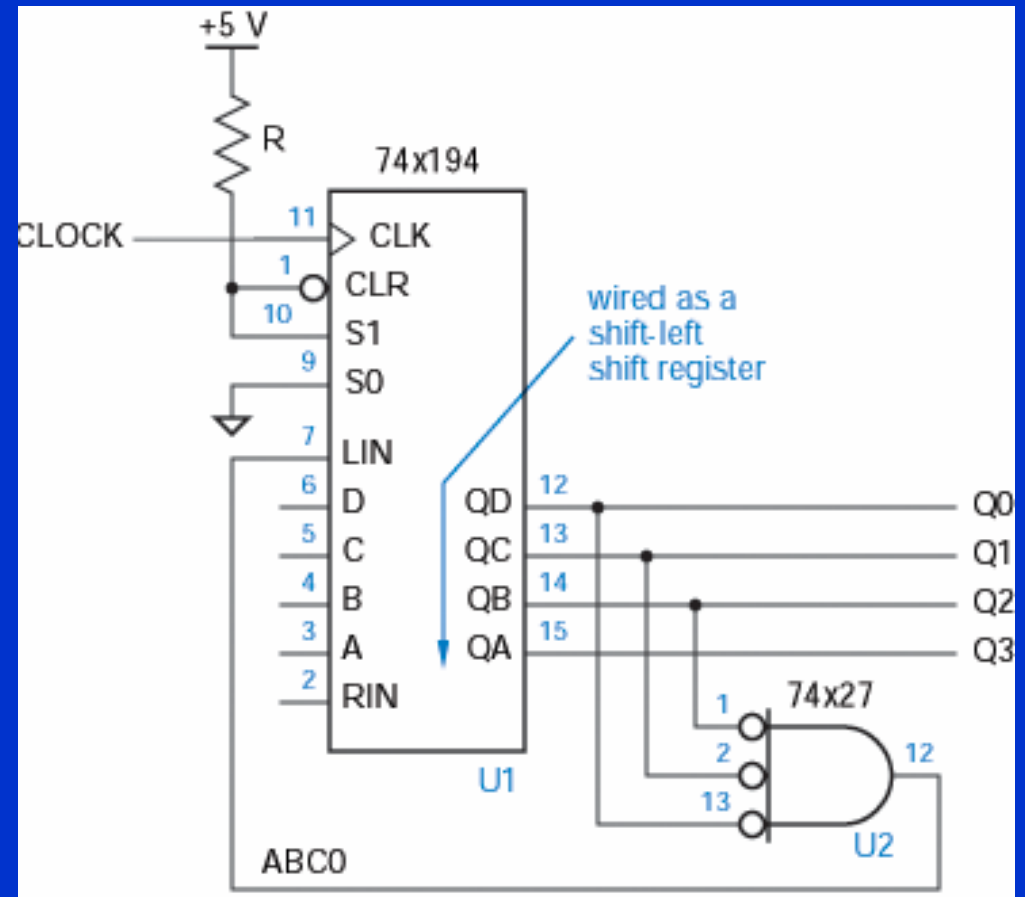 +5 V
R
74x194
CLOCK
11
CLK
1
CLR
10
S1
9
S0
7
LIN
6
D
5
C
4
B
3
A
2
RIN
wired as a
shift-left
shift register
QD
12
Q0
QC
13
Q1
QB
14
Q2
QA
15
Q3
U1
74x27
1
2
13
12
U2
ABC0